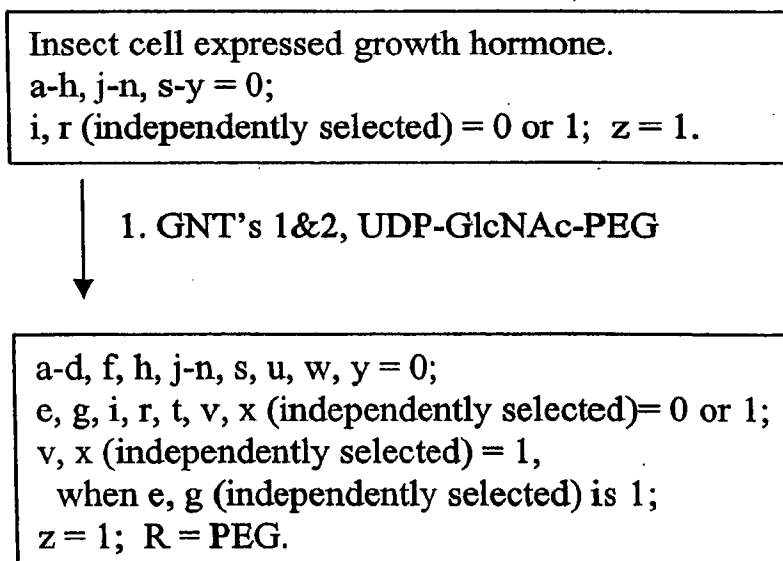 Insect cell expressed growth hormone.
a-h, j-n, s-y = 0;
i, r (independently selected) = 0 or 1; z = 1.
1. GNT's 1&2, UDP-GlcNAc-PEG
a-d, f, h, j-n, s, u, w, y = 0;
e, g, i, r, t, v, x (independently selected)= 0 or 1;
v, x (independently selected) = 1,
when e, g (independently selected) is 1;
z = 1; R = PEG.